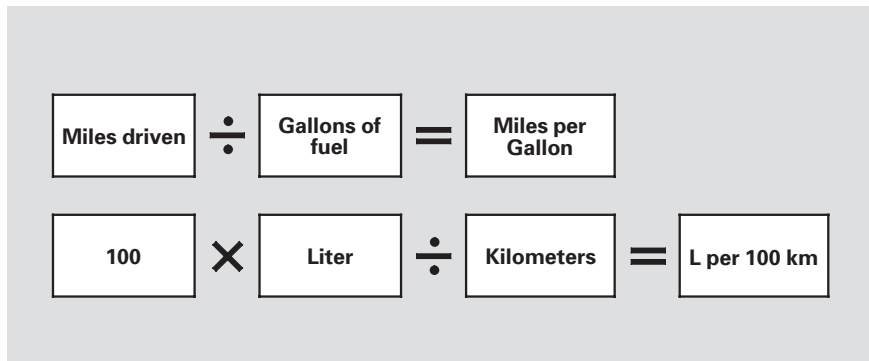 Miles driven ÷ Gallons of fuel = Miles per Gallon
100 × Liter ÷ Kilometers = L per 100 km